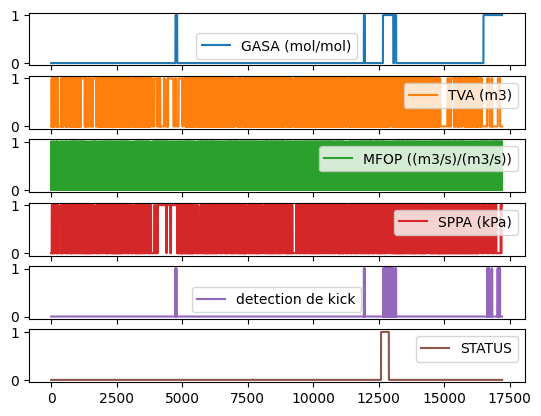 1
GASA (mol/mol)
0
1
TVA (m3)
0
1
MFOP ((m3/s)/(m3/s))
0
1
SPPA (kPa)
0
1
detection de kick
0
1
STATUS
0
0 2500 5000 7500 10000 12500 15000 17500